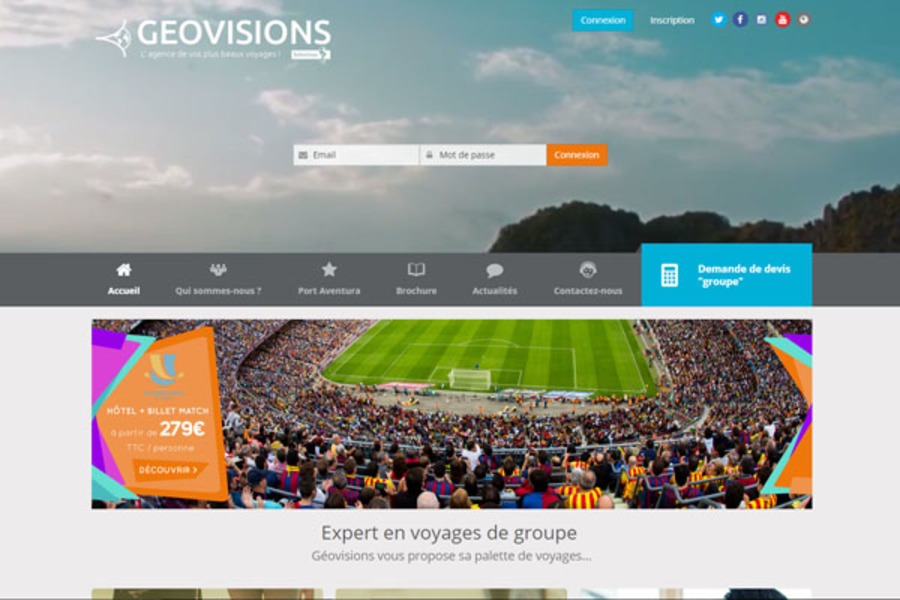 Connexion
Inscription
GEOVISIONS
L'agence de vos plus beaux voyages !
Email
Mot de passe
Connexion
Accueil
Qui sommes-nous ?
Port Aventura
Brochure
Actualités
Contactez-nous
Demande de devis
"groupe"
HÔTEL + BILLET MATCH
à partir de 279€
TTC / personne
DÉCOUVRIR >
Expert en voyages de groupe
Géovisions vous propose sa palette de voyages...